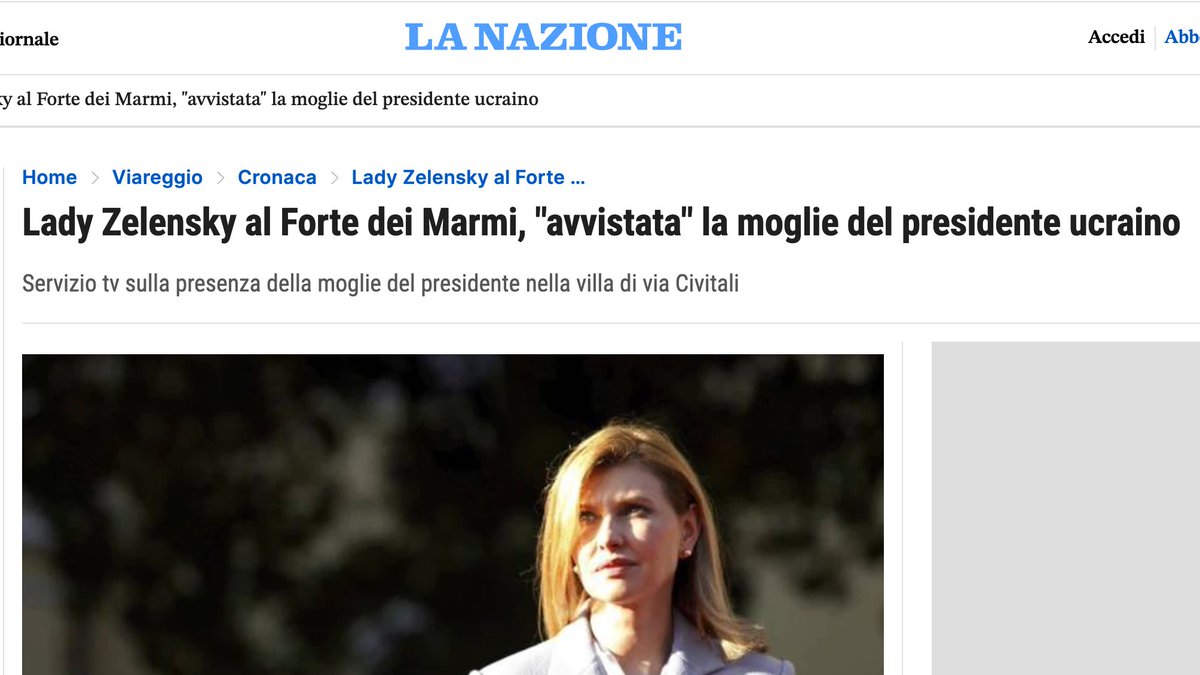 iornale
LA NAZIONE
Accedi
Abb
y al Forte dei Marmi, "avvistata" la moglie del presidente ucraino
Home > Viareggio > Cronaca > Lady Zelensky al Forte ...
Lady Zelensky al Forte dei Marmi, "avvistata" la moglie del presidente ucraino
Servizio tv sulla presenza della moglie del presidente nella villa di via Civitali